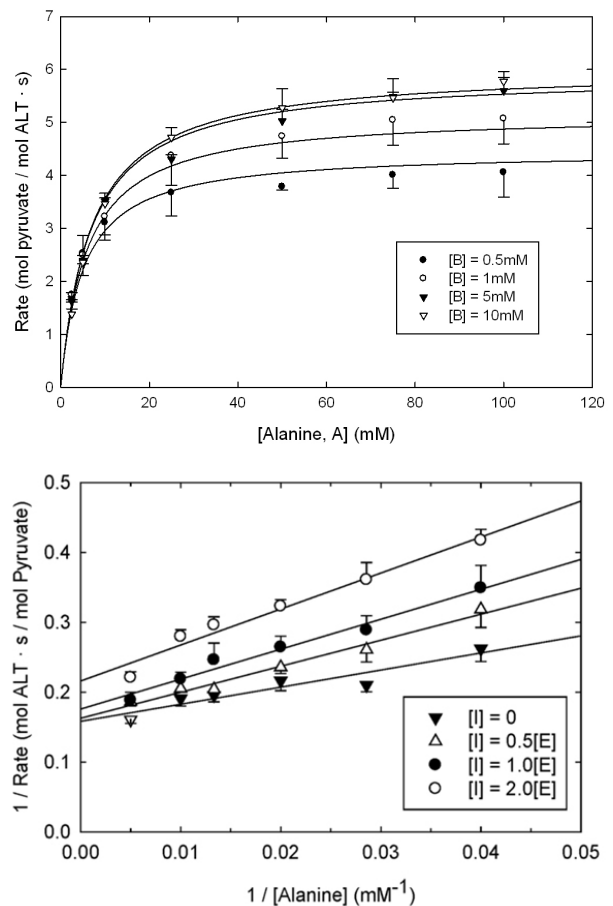 7
6
5
4
3
2
1
0
Rate (mol pyruvate / mol ALT · s)
[B] = 0.5mM
[B] = 1mM
[B] = 5mM
[B] = 10mM
0 20 40 60 80 100 120
[Alanine, A] (mM)
0.5
0.4
0.3
0.2
0.1
0.0
1 / Rate (mol ALT · s / mol Pyruvate)
[I] = 0
[I] = 0.5[E]
[I] = 1.0[E]
[I] = 2.0[E]
0.00 0.01 0.02 0.03 0.04 0.05
1 / [Alanine] (mM⁻¹)